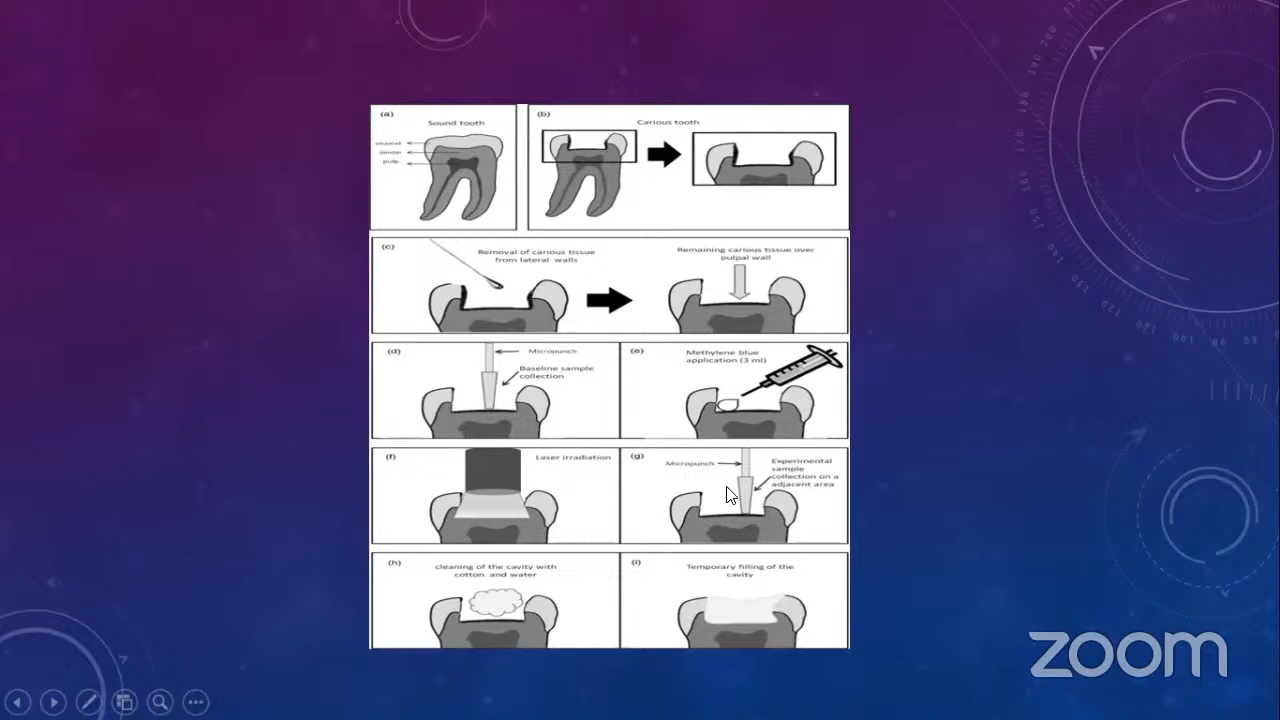 (a)
Sound tooth
enamel
dentin
pulp
(b)
Carious tooth
(c)
Removal of carious tissue
from lateral walls
Remaining carious tissue over
pulpal wall
(d)
Micropunch
Baseline sample
collection
(e)
Methylene blue
application (3 ml)
(f)
Laser irradiation
(g)
Micropunch
Experimental
sample
collection on a
adjacent area
(h)
cleaning of the cavity with
cotton and water
(i)
Temporary filling of the
cavity
zoom